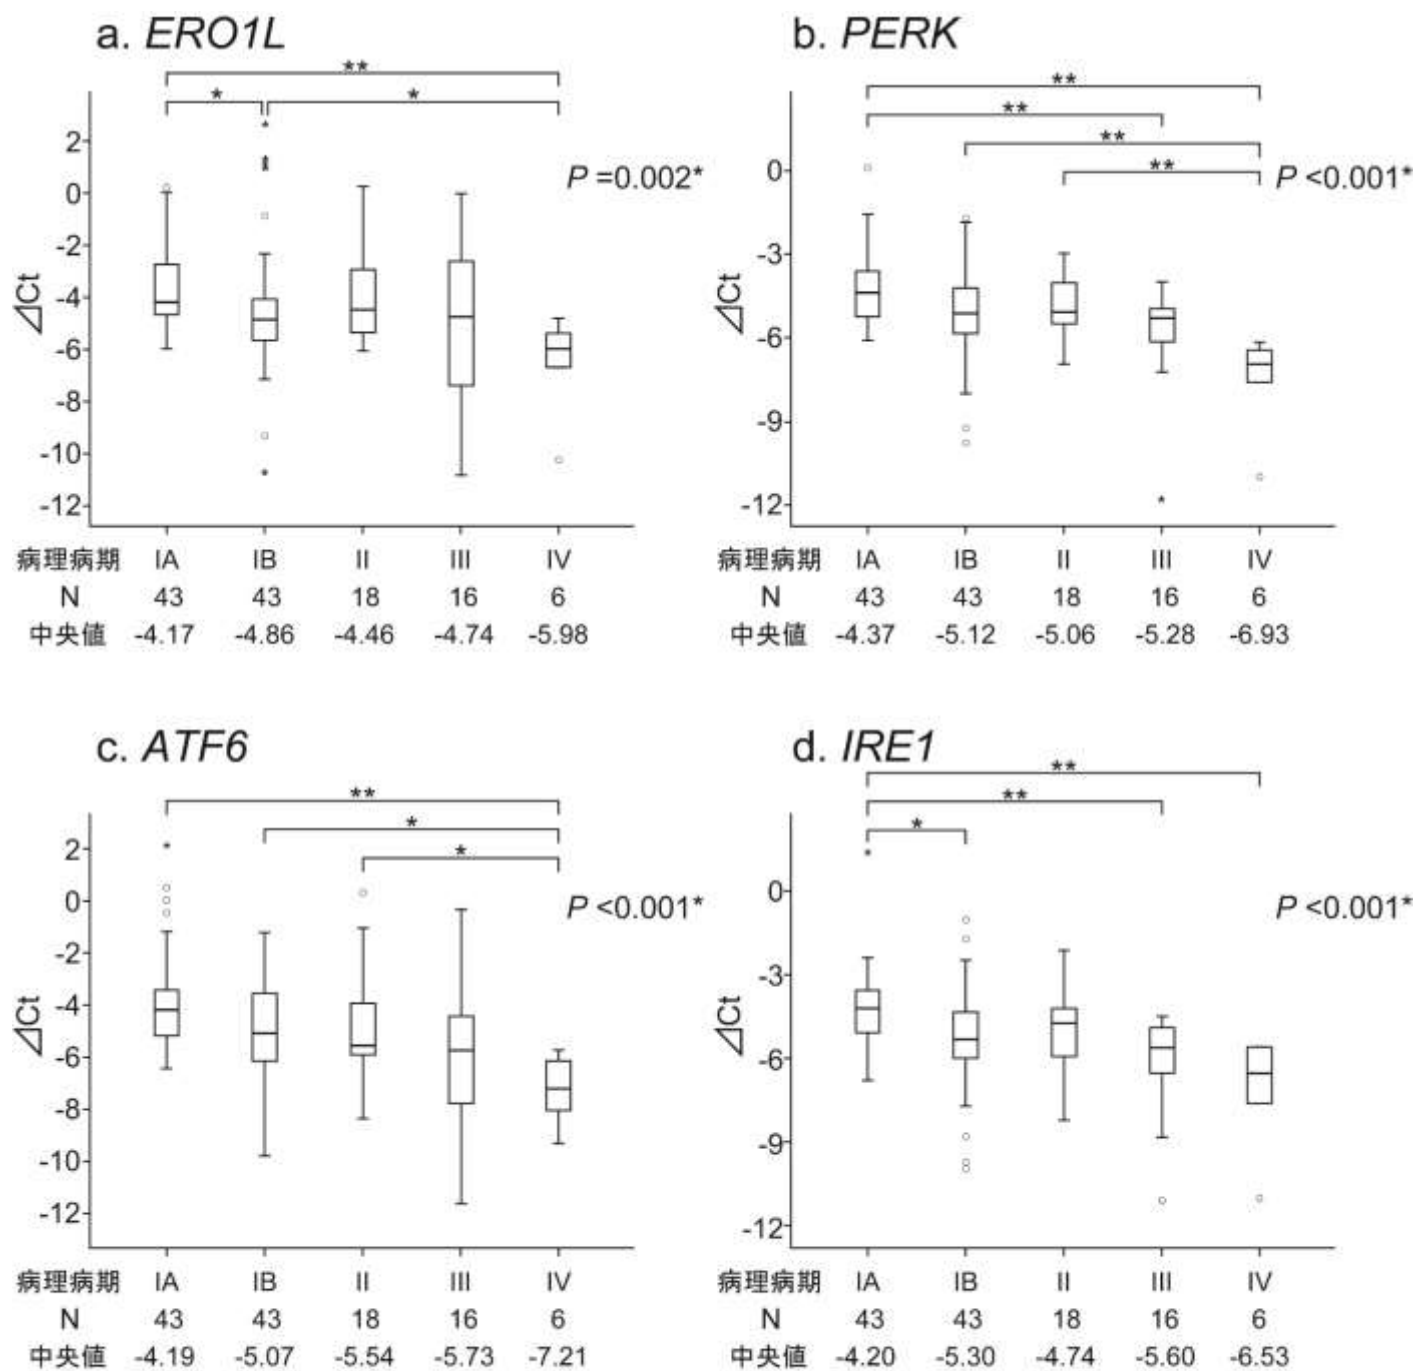 a. ERO1L
**
*
*
2
0
-2
-4
-6
-8
-10
-12
⊿Ct
P =0.002*
病理病期 IA IB II III IV
N 43 43 18 16 6
中央値 -4.17 -4.86 -4.46 -4.74 -5.98
b. PERK
**
**
**
**
0
-3
-6
-9
-12
⊿Ct
P <0.001*
病理病期 IA IB II III IV
N 43 43 18 16 6
中央値 -4.37 -5.12 -5.06 -5.28 -6.93
c. ATF6
**
*
*
2
0
-2
-4
-6
-8
-10
-12
⊿Ct
P <0.001*
病理病期 IA IB II III IV
N 43 43 18 16 6
中央値 -4.19 -5.07 -5.54 -5.73 -7.21
d. IRE1
**
**
*
0
-3
-6
-9
-12
⊿Ct
P <0.001*
病理病期 IA IB II III IV
N 43 43 18 16 6
中央値 -4.20 -5.30 -4.74 -5.60 -6.53